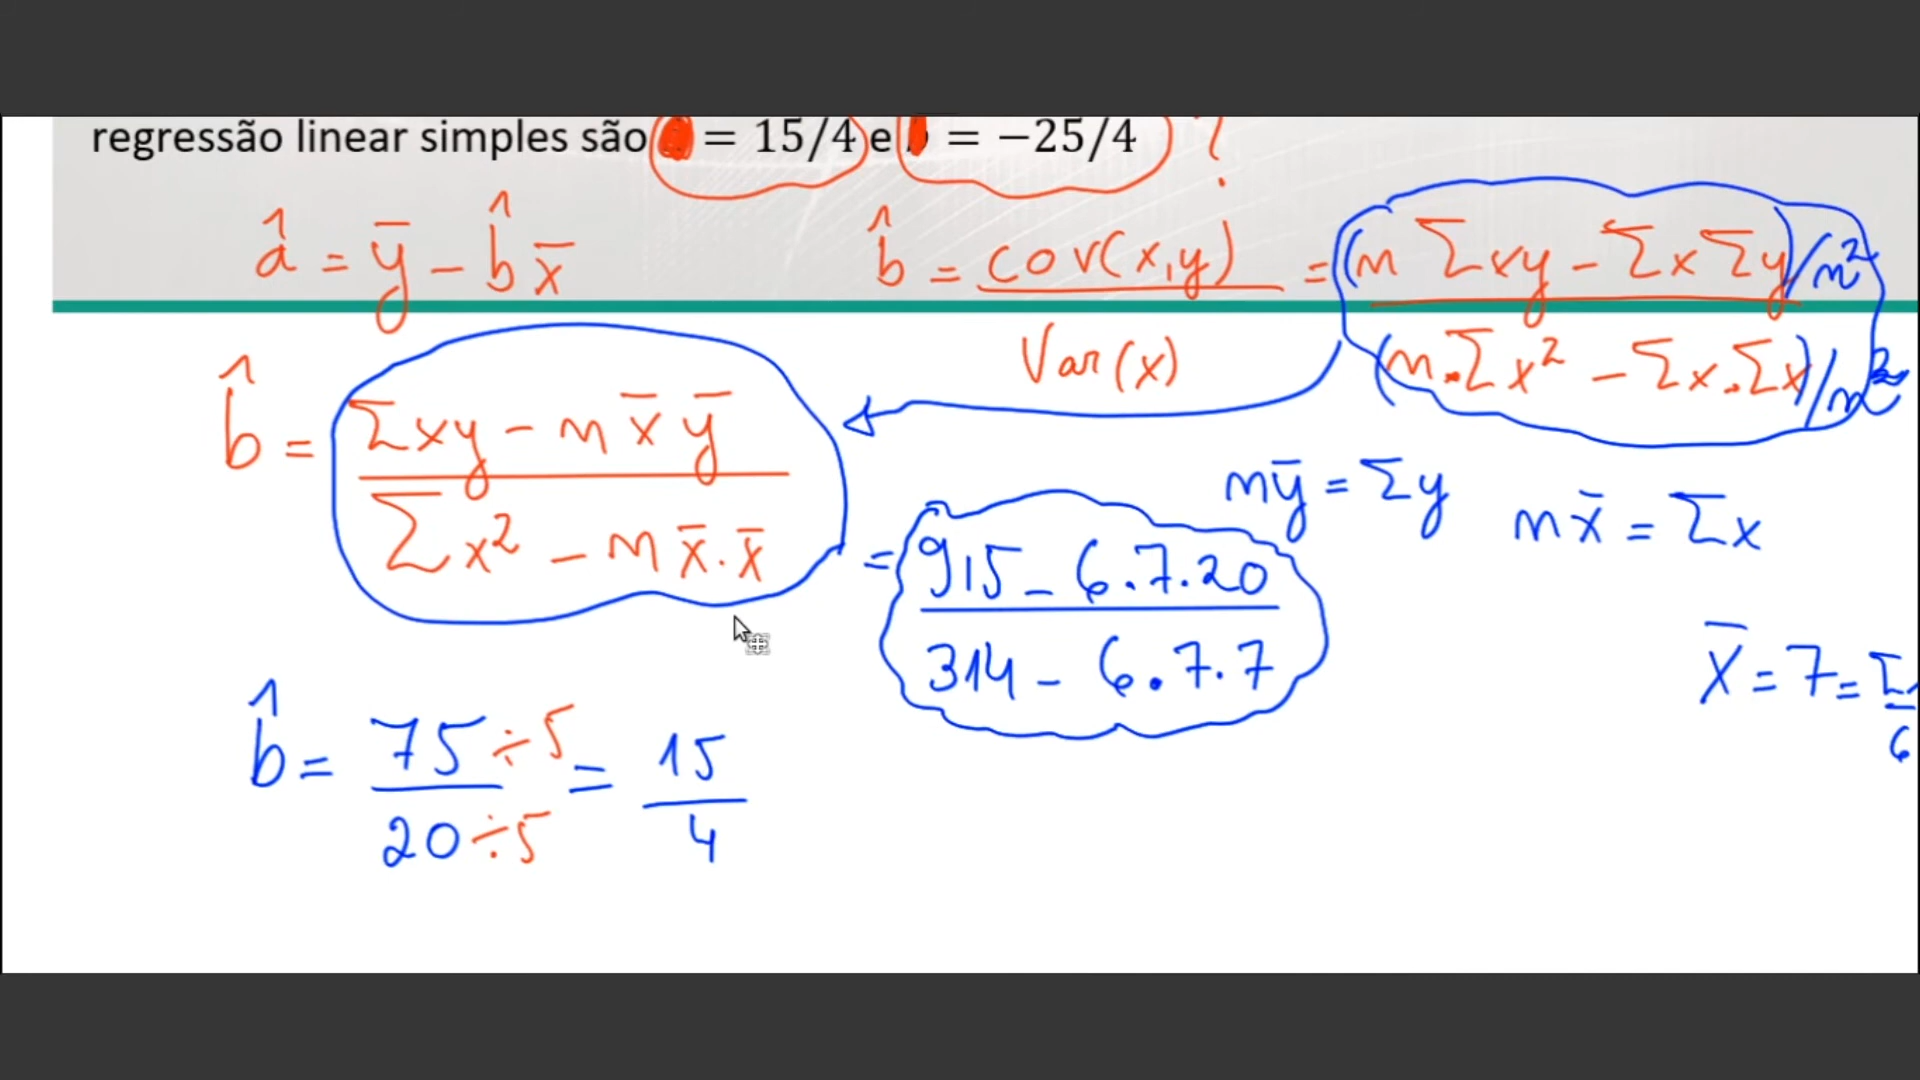 regressão linear simples são = 15/4 e = −25/4 ?
â = ȳ − b̂ x̄
b̂ = cov(x,y) / Var(x) = (n Σxy − Σx Σy)/n² / (n.Σx² − Σx.Σx)/n²
b̂ = Σxy − n x̄ ȳ / Σx² − n x̄.x̄ = 915 − 6.7.20 / 314 − 6.7.7
nȳ = Σy
nx̄ = Σx
x̄ = 7 = Σ / 6
b̂ = 75 ÷5 / 20 ÷5 = 15 / 4